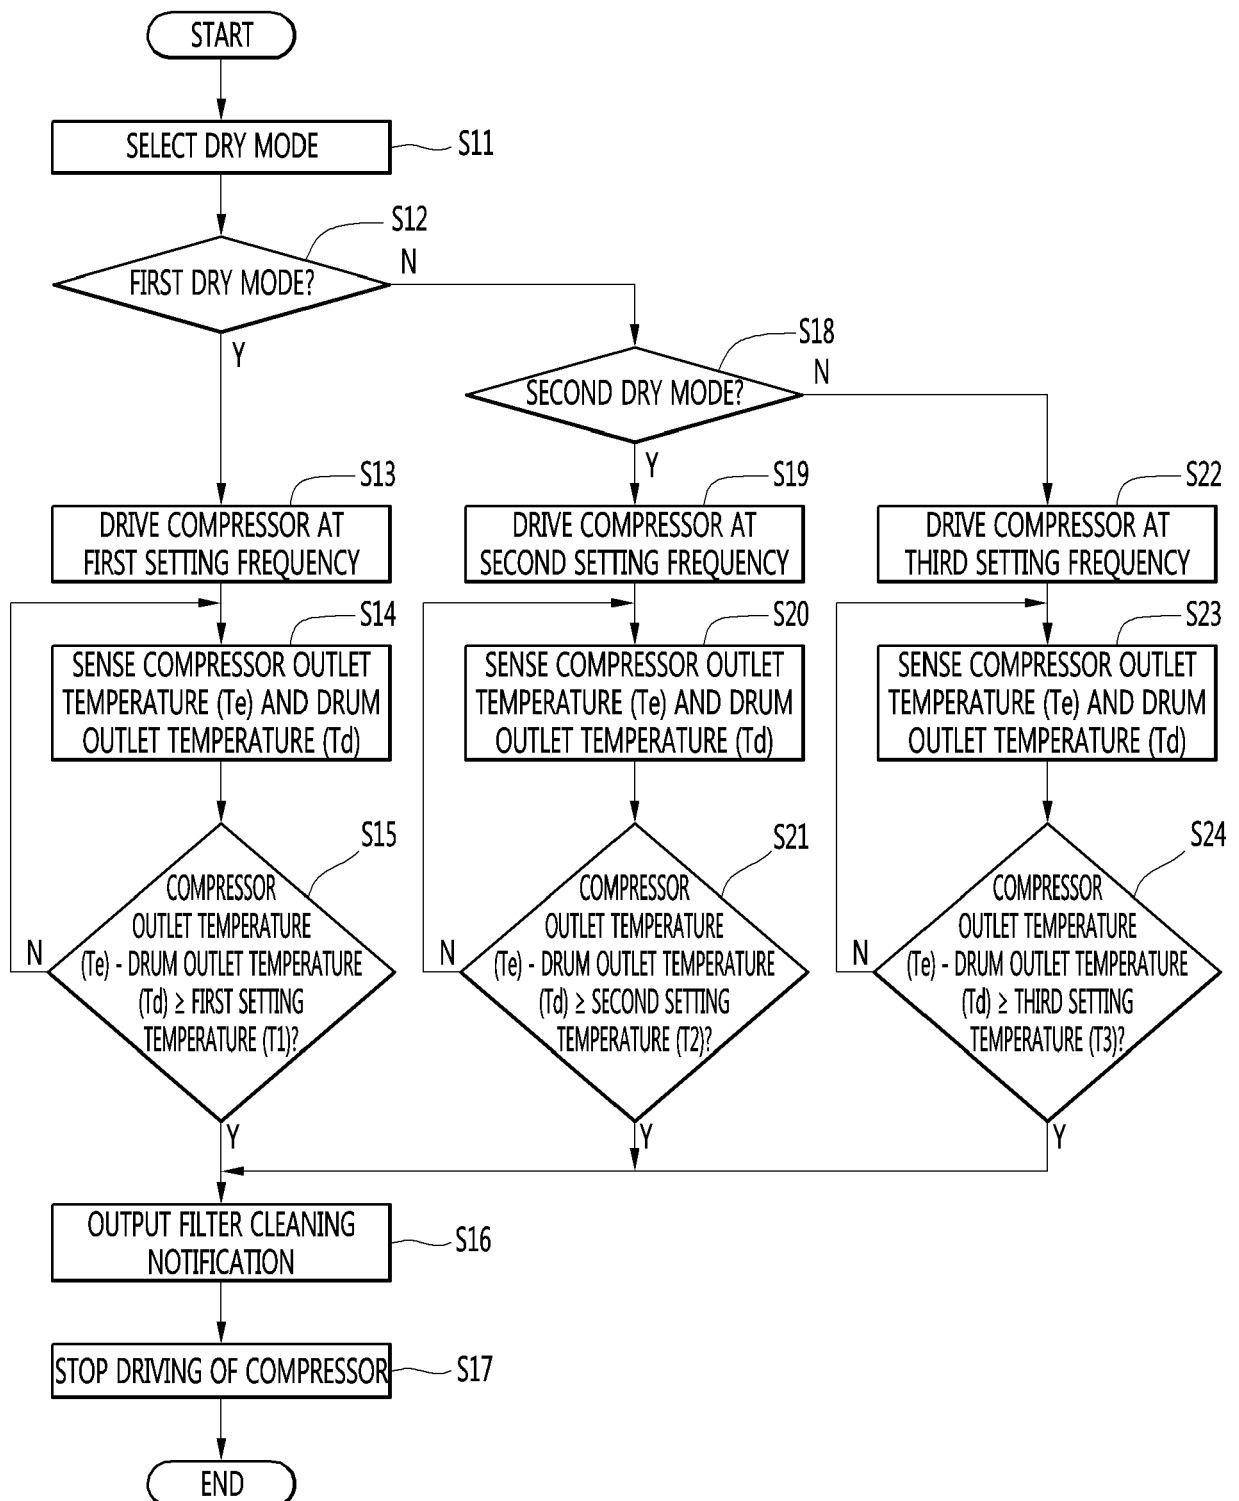 START
SELECT DRY MODE
S11
S12
FIRST DRY MODE?
N
Y
S18
SECOND DRY MODE?
N
Y
S13
DRIVE COMPRESSOR AT
FIRST SETTING FREQUENCY
S19
DRIVE COMPRESSOR AT
SECOND SETTING FREQUENCY
S22
DRIVE COMPRESSOR AT
THIRD SETTING FREQUENCY
S14
SENSE COMPRESSOR OUTLET
TEMPERATURE (Te) AND DRUM
OUTLET TEMPERATURE (Td)
S20
SENSE COMPRESSOR OUTLET
TEMPERATURE (Te) AND DRUM
OUTLET TEMPERATURE (Td)
S23
SENSE COMPRESSOR OUTLET
TEMPERATURE (Te) AND DRUM
OUTLET TEMPERATURE (Td)
S15
COMPRESSOR
OUTLET TEMPERATURE
(Te) - DRUM OUTLET TEMPERATURE
(Td) ≥ FIRST SETTING
TEMPERATURE (T1)?
N
Y
S21
COMPRESSOR
OUTLET TEMPERATURE
(Te) - DRUM OUTLET TEMPERATURE
(Td) ≥ SECOND SETTING
TEMPERATURE (T2)?
N
Y
S24
COMPRESSOR
OUTLET TEMPERATURE
(Te) - DRUM OUTLET TEMPERATURE
(Td) ≥ THIRD SETTING
TEMPERATURE (T3)?
N
Y
OUTPUT FILTER CLEANING
NOTIFICATION
S16
STOP DRIVING OF COMPRESSOR
S17
END